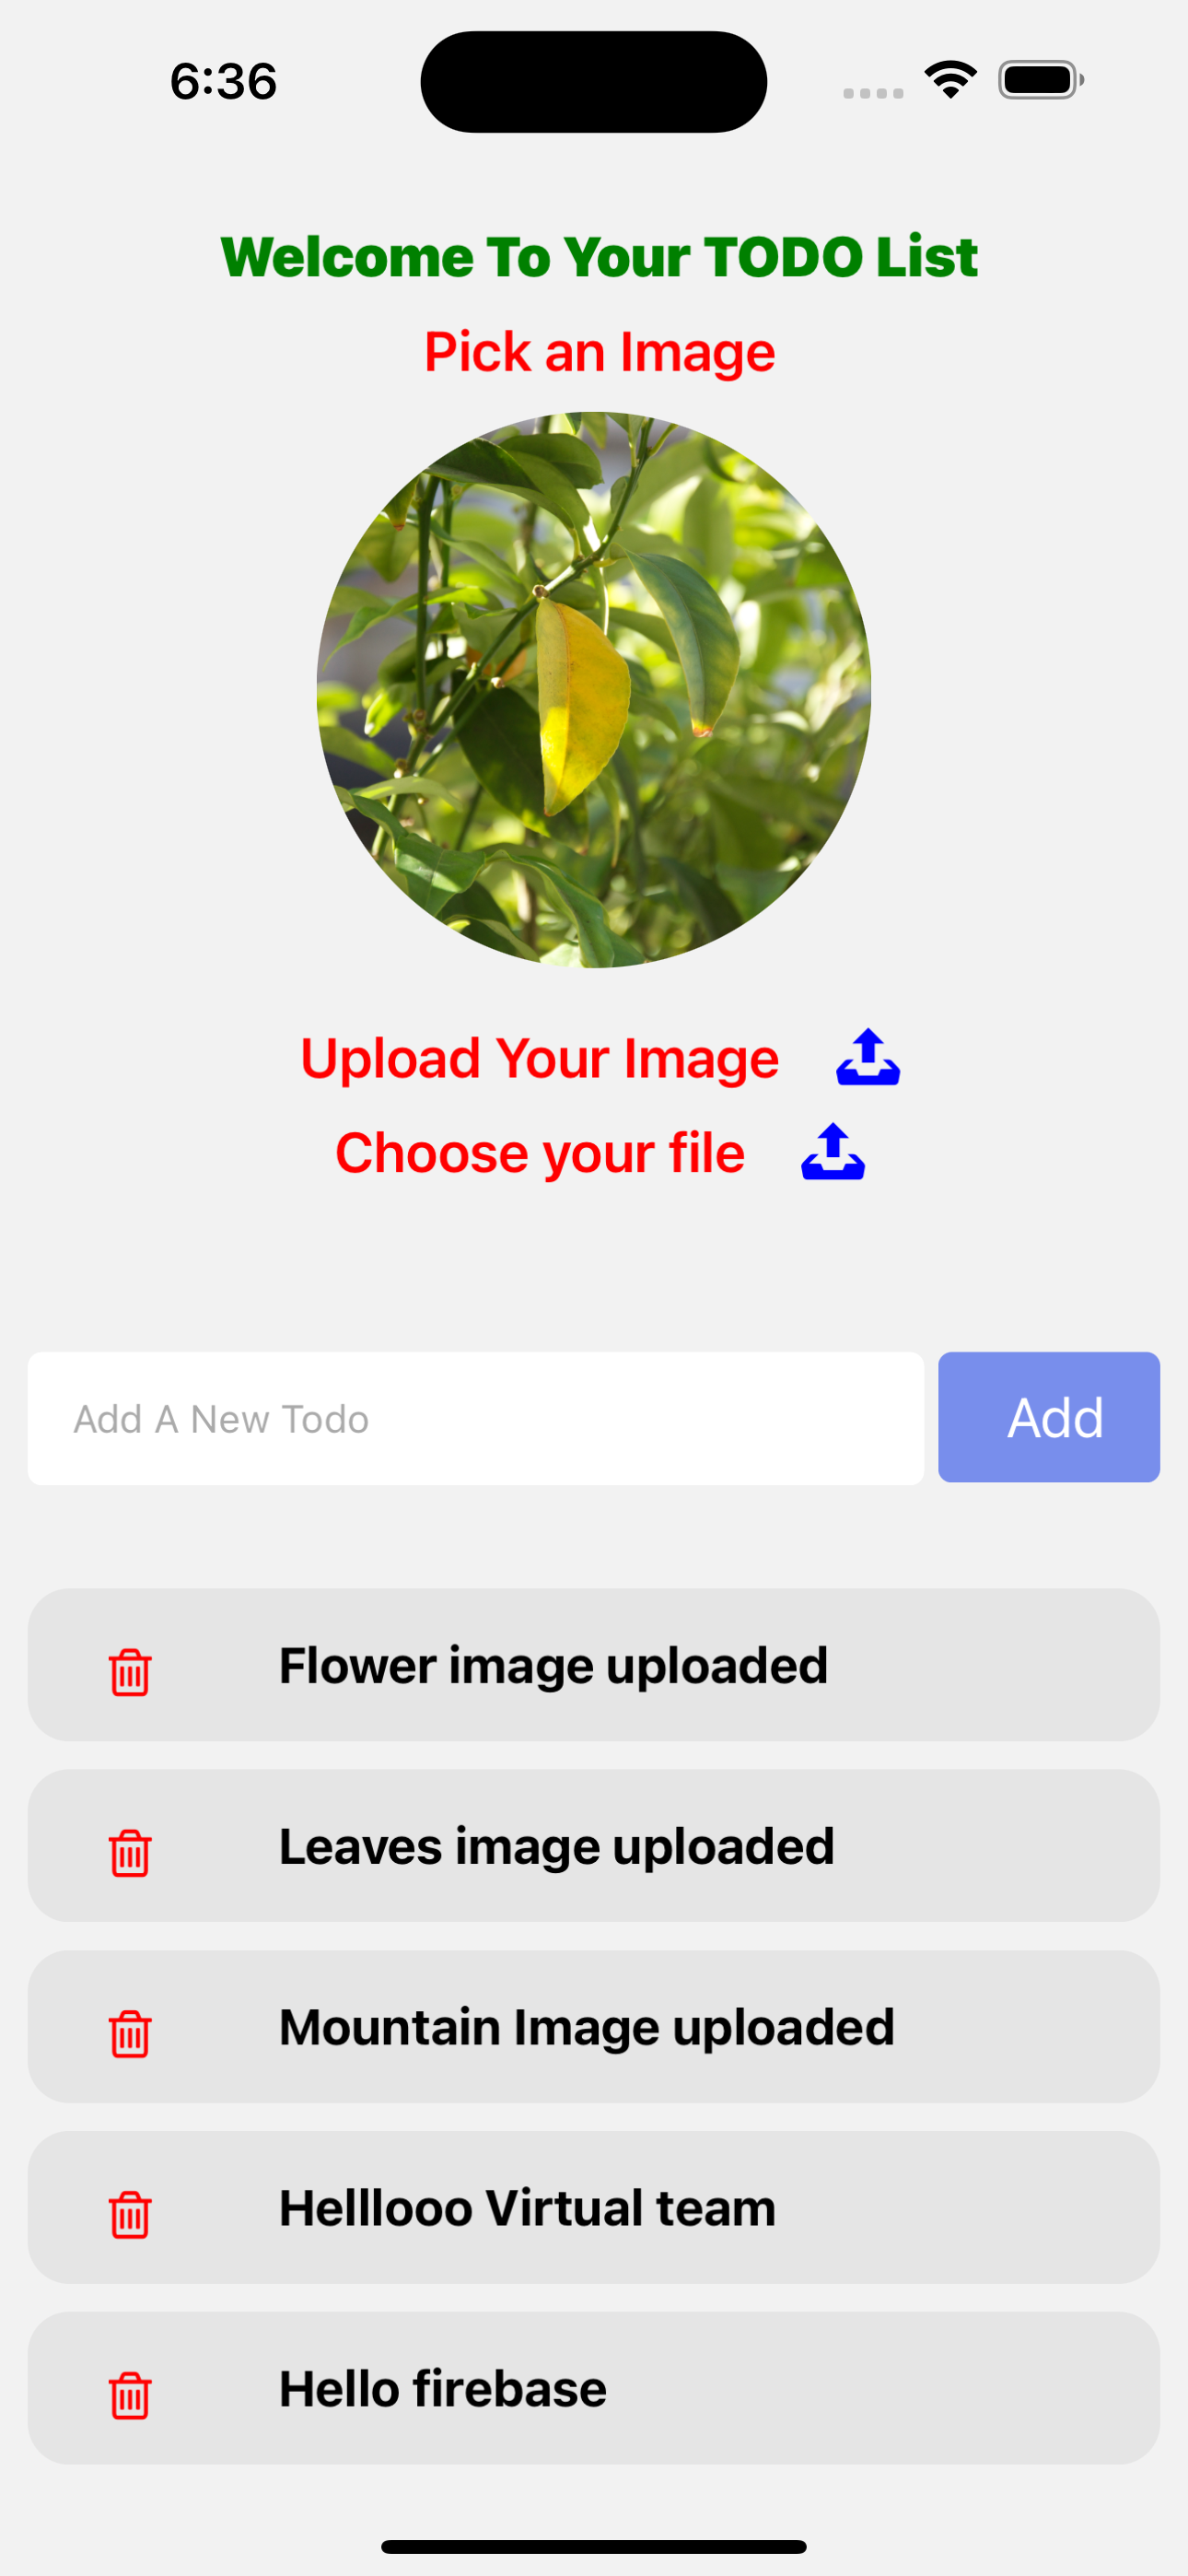 6:36
Welcome To Your TODO List
Pick an Image
Upload Your Image
Choose your file
Add A New Todo
Add
Flower image uploaded
Leaves image uploaded
Mountain Image uploaded
Helllooo Virtual team
Hello firebase